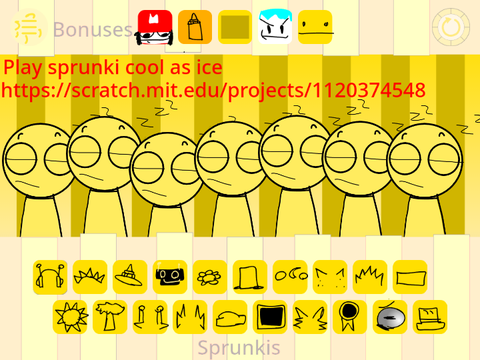 Bonuses
Play sprunki cool as ice
https://scratch.mit.edu/projects/1120374548
Sprunkis